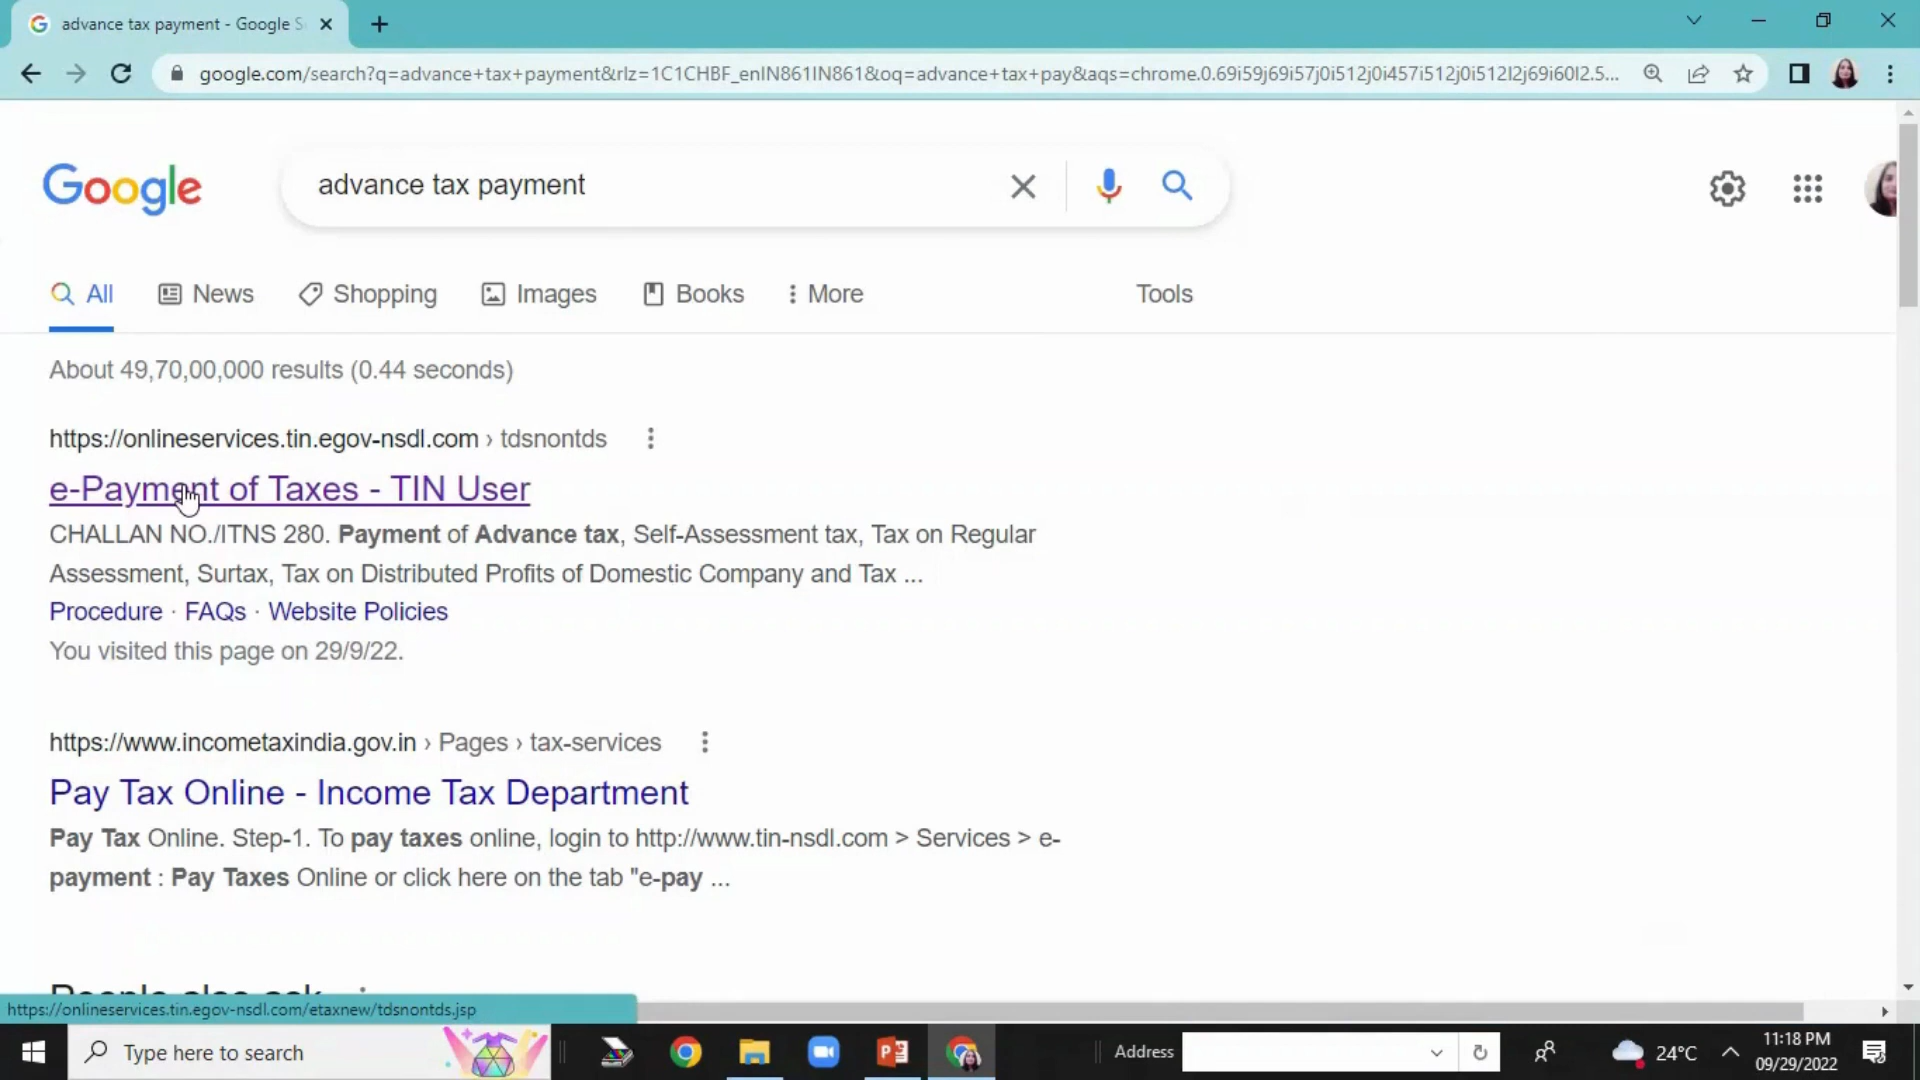 advance tax payment - Google S
google.com/search?q=advance+tax+payment&rlz=1C1CHBF_enIN861IN861&oq=advance+tax+pay&aqs=chrome.0.69i59j69i57j0i512j0i457i512j0i512l2j69i60l2.5...
Google
advance tax payment
All News Shopping Images Books More Tools
About 49,70,00,000 results (0.44 seconds)
https://onlineservices.tin.egov-nsdl.com › tdsnontds
e-Payment of Taxes - TIN User
CHALLAN NO./ITNS 280. Payment of Advance tax, Self-Assessment tax, Tax on Regular
Assessment, Surtax, Tax on Distributed Profits of Domestic Company and Tax ...
Procedure · FAQs · Website Policies
You visited this page on 29/9/22.
https://www.incometaxindia.gov.in › Pages › tax-services
Pay Tax Online - Income Tax Department
Pay Tax Online. Step-1. To pay taxes online, login to http://www.tin-nsdl.com > Services > e-
payment : Pay Taxes Online or click here on the tab "e-pay ...
People also ask
https://onlineservices.tin.egov-nsdl.com/etaxnew/tdsnontds.jsp
Type here to search
Address
24°C
11:18 PM
09/29/2022